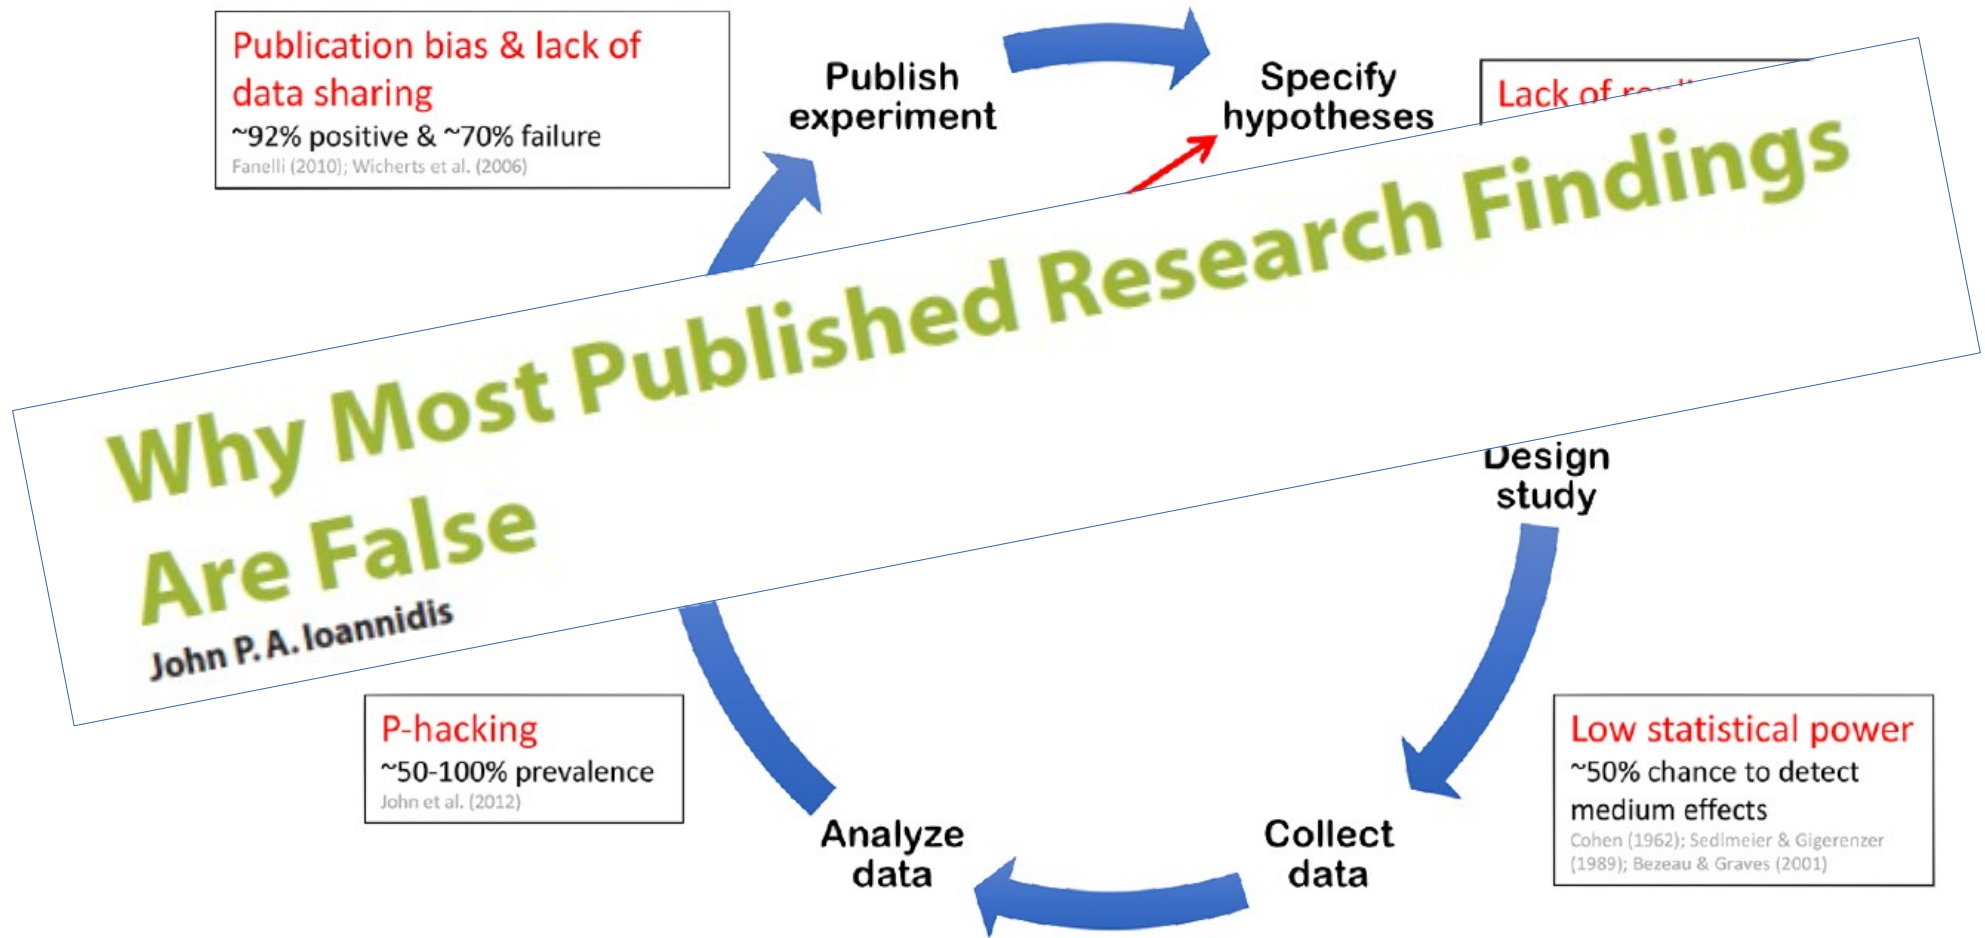 Publication bias & lack of
data sharing
~92% positive & ~70% failure
Fanelli (2010); Wicherts et al. (2006)
Publish
experiment
Specify
hypotheses
Lack of
Why Most Published Research Findings
Are False
John P. A. Ioannidis
Design
study
P-hacking
~50-100% prevalence
John et al. (2012)
Low statistical power
~50% chance to detect
medium effects
Cohen (1962); Sedlmeier & Gigerenzer
(1989); Bezeau & Graves (2001)
Analyze
data
Collect
data